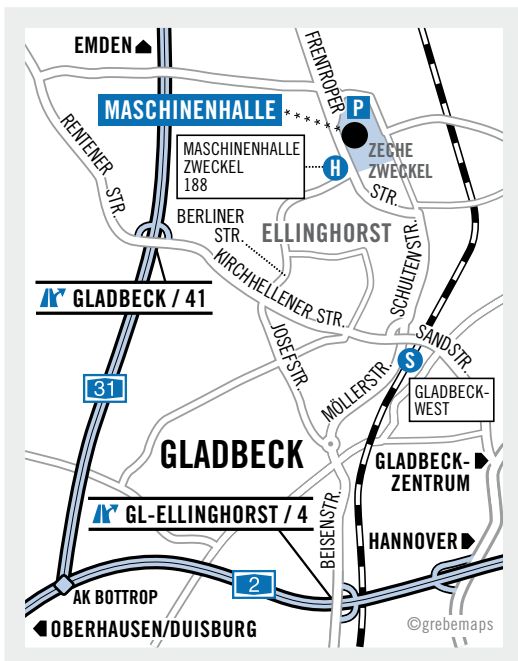 EMDEN
FRENTROPER
MASCHINENHALLE
P
RENTENER STR.
MASCHINENHALLE
ZWECKEL
188
H
ZECHE
ZWECKEL
STR.
BERLINER
STR.
ELLINGHORST
KIRCHHELLENER STR.
SCHULTENSTR.
GLADBECK / 41
SANDSTR.
JOSEFSTR.
S
31
MÖLLERSTR.
GLADBECK-
WEST
GLADBECK
GLADBECK-
ZENTRUM
GL-ELLINGHORST / 4
BEISENSTR.
HANNOVER
2
AK BOTTROP
©grebemaps
OBERHAUSEN/DUISBURG